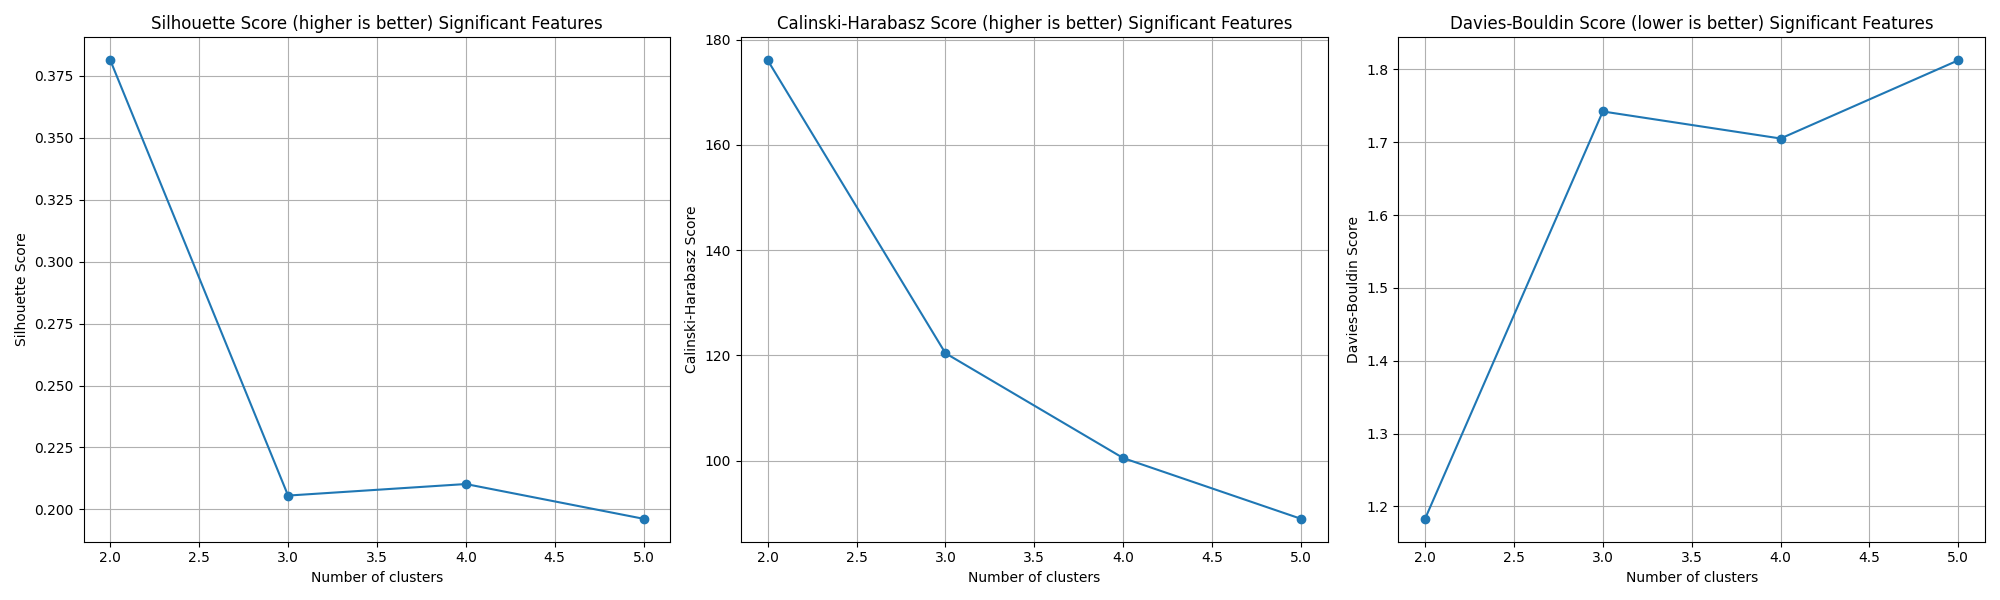 Silhouette Score (higher is better) Significant Features
Silhouette Score
0.375
0.350
0.325
0.300
0.275
0.250
0.225
0.200
2.0 2.5 3.0 3.5 4.0 4.5 5.0
Number of clusters
Calinski-Harabasz Score (higher is better) Significant Features
Calinski-Harabasz Score
180
160
140
120
100
2.0 2.5 3.0 3.5 4.0 4.5 5.0
Number of clusters
Davies-Bouldin Score (lower is better) Significant Features
Davies-Bouldin Score
1.8
1.7
1.6
1.5
1.4
1.3
1.2
2.0 2.5 3.0 3.5 4.0 4.5 5.0
Number of clusters